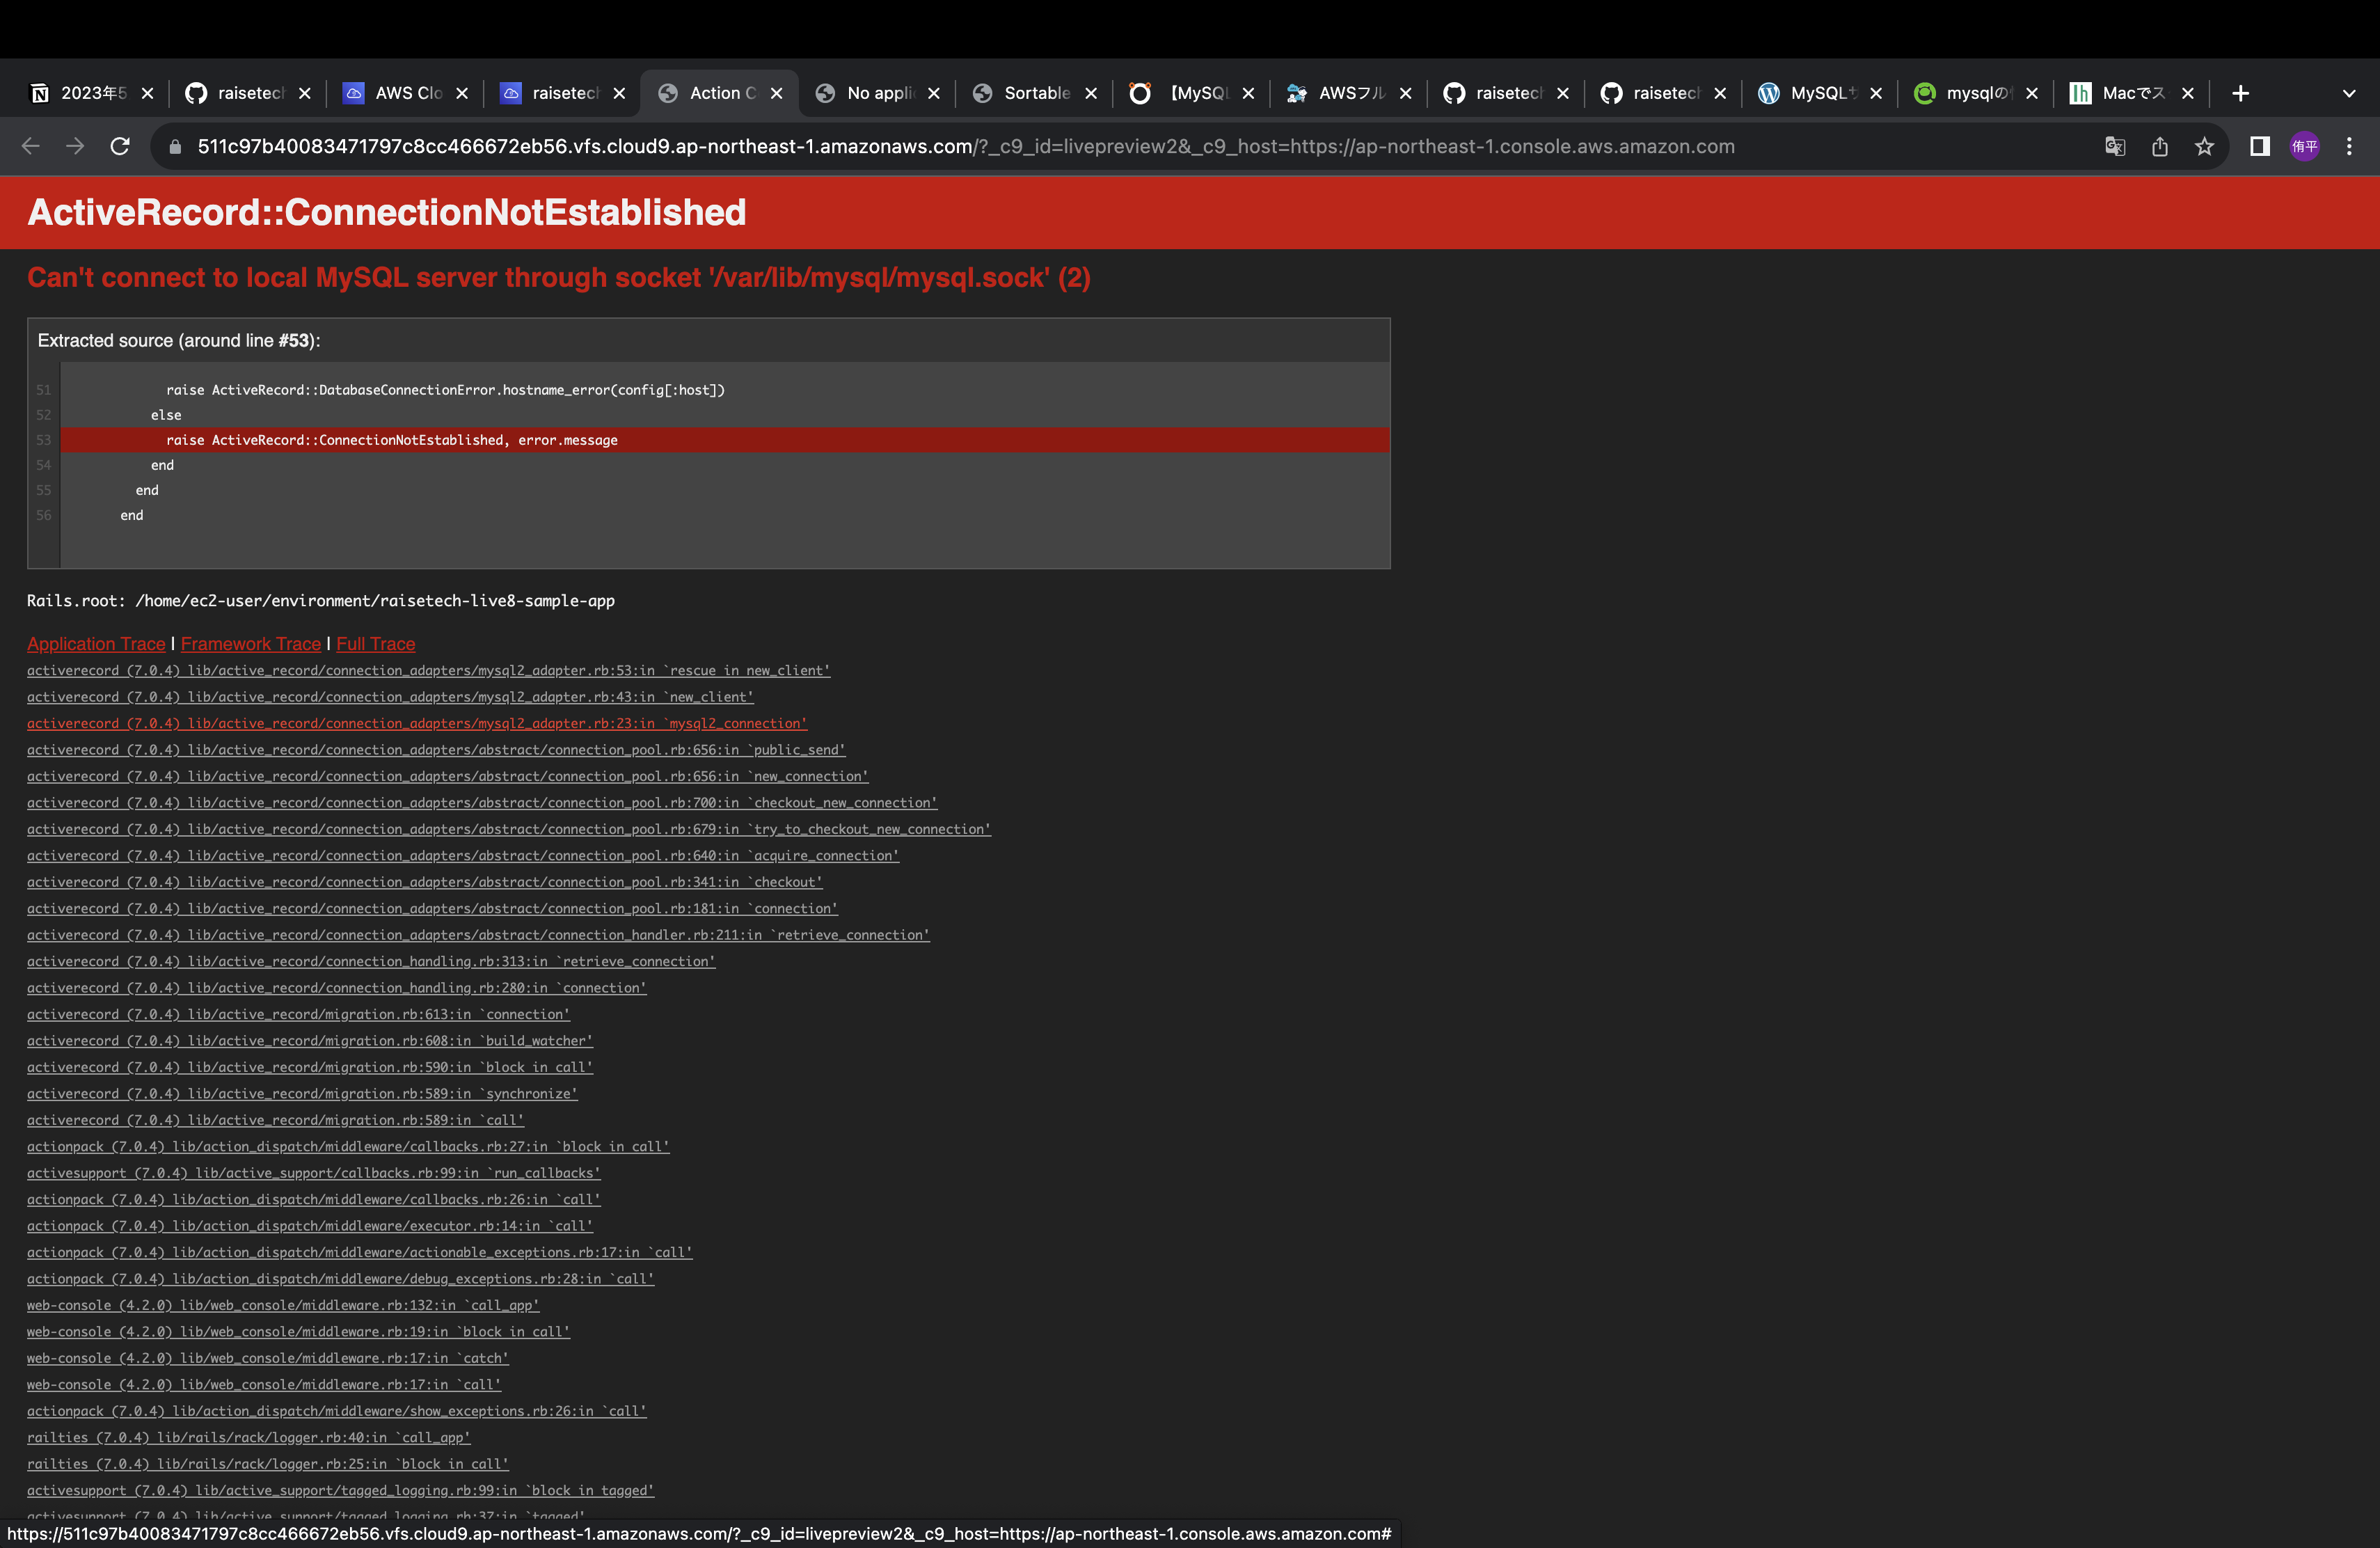 2023年5
raisetech
AWS Clo
raisetech
Action C
No appli
Sortable
【MySQL
AWSフル
raisetech
raisetech
MySQLサ
mysqlの
lh
Macでス
511c97b40083471797c8cc466672eb56.vfs.cloud9.ap-northeast-1.amazonaws.com/?_c9_id=livepreview2&_c9_host=https://ap-northeast-1.console.aws.amazon.com
侑平
ActiveRecord::ConnectionNotEstablished
Can't connect to local MySQL server through socket '/var/lib/mysql/mysql.sock' (2)
Extracted source (around line #53):
51 raise ActiveRecord::DatabaseConnectionError.hostname_error(config[:host])
52 else
53 raise ActiveRecord::ConnectionNotEstablished, error.message
54 end
55 end
56 end
Rails.root: /home/ec2-user/environment/raisetech-live8-sample-app
Application Trace | Framework Trace | Full Trace
activerecord (7.0.4) lib/active_record/connection_adapters/mysql2_adapter.rb:53:in `rescue in new_client'
activerecord (7.0.4) lib/active_record/connection_adapters/mysql2_adapter.rb:43:in `new_client'
activerecord (7.0.4) lib/active_record/connection_adapters/mysql2_adapter.rb:23:in `mysql2_connection'
activerecord (7.0.4) lib/active_record/connection_adapters/abstract/connection_pool.rb:656:in `public_send'
activerecord (7.0.4) lib/active_record/connection_adapters/abstract/connection_pool.rb:656:in `new_connection'
activerecord (7.0.4) lib/active_record/connection_adapters/abstract/connection_pool.rb:700:in `checkout_new_connection'
activerecord (7.0.4) lib/active_record/connection_adapters/abstract/connection_pool.rb:679:in `try_to_checkout_new_connection'
activerecord (7.0.4) lib/active_record/connection_adapters/abstract/connection_pool.rb:640:in `acquire_connection'
activerecord (7.0.4) lib/active_record/connection_adapters/abstract/connection_pool.rb:341:in `checkout'
activerecord (7.0.4) lib/active_record/connection_adapters/abstract/connection_pool.rb:181:in `connection'
activerecord (7.0.4) lib/active_record/connection_adapters/abstract/connection_handler.rb:211:in `retrieve_connection'
activerecord (7.0.4) lib/active_record/connection_handling.rb:313:in `retrieve_connection'
activerecord (7.0.4) lib/active_record/connection_handling.rb:280:in `connection'
activerecord (7.0.4) lib/active_record/migration.rb:613:in `connection'
activerecord (7.0.4) lib/active_record/migration.rb:608:in `build_watcher'
activerecord (7.0.4) lib/active_record/migration.rb:590:in `block in call'
activerecord (7.0.4) lib/active_record/migration.rb:589:in `synchronize'
activerecord (7.0.4) lib/active_record/migration.rb:589:in `call'
actionpack (7.0.4) lib/action_dispatch/middleware/callbacks.rb:27:in `block in call'
activesupport (7.0.4) lib/active_support/callbacks.rb:99:in `run_callbacks'
actionpack (7.0.4) lib/action_dispatch/middleware/callbacks.rb:26:in `call'
actionpack (7.0.4) lib/action_dispatch/middleware/executor.rb:14:in `call'
actionpack (7.0.4) lib/action_dispatch/middleware/actionable_exceptions.rb:17:in `call'
actionpack (7.0.4) lib/action_dispatch/middleware/debug_exceptions.rb:28:in `call'
web-console (4.2.0) lib/web_console/middleware.rb:132:in `call_app'
web-console (4.2.0) lib/web_console/middleware.rb:19:in `block in call'
web-console (4.2.0) lib/web_console/middleware.rb:17:in `catch'
web-console (4.2.0) lib/web_console/middleware.rb:17:in `call'
actionpack (7.0.4) lib/action_dispatch/middleware/show_exceptions.rb:26:in `call'
railties (7.0.4) lib/rails/rack/logger.rb:40:in `call_app'
railties (7.0.4) lib/rails/rack/logger.rb:25:in `block in call'
activesupport (7.0.4) lib/active_support/tagged_logging.rb:99:in `block in tagged'
activesupport (7.0.4) lib/active_support/tagged_logging.rb:37:in `tagged'
https://511c97b40083471797c8cc466672eb56.vfs.cloud9.ap-northeast-1.amazonaws.com/?_c9_id=livepreview2&_c9_host=https://ap-northeast-1.console.aws.amazon.com#